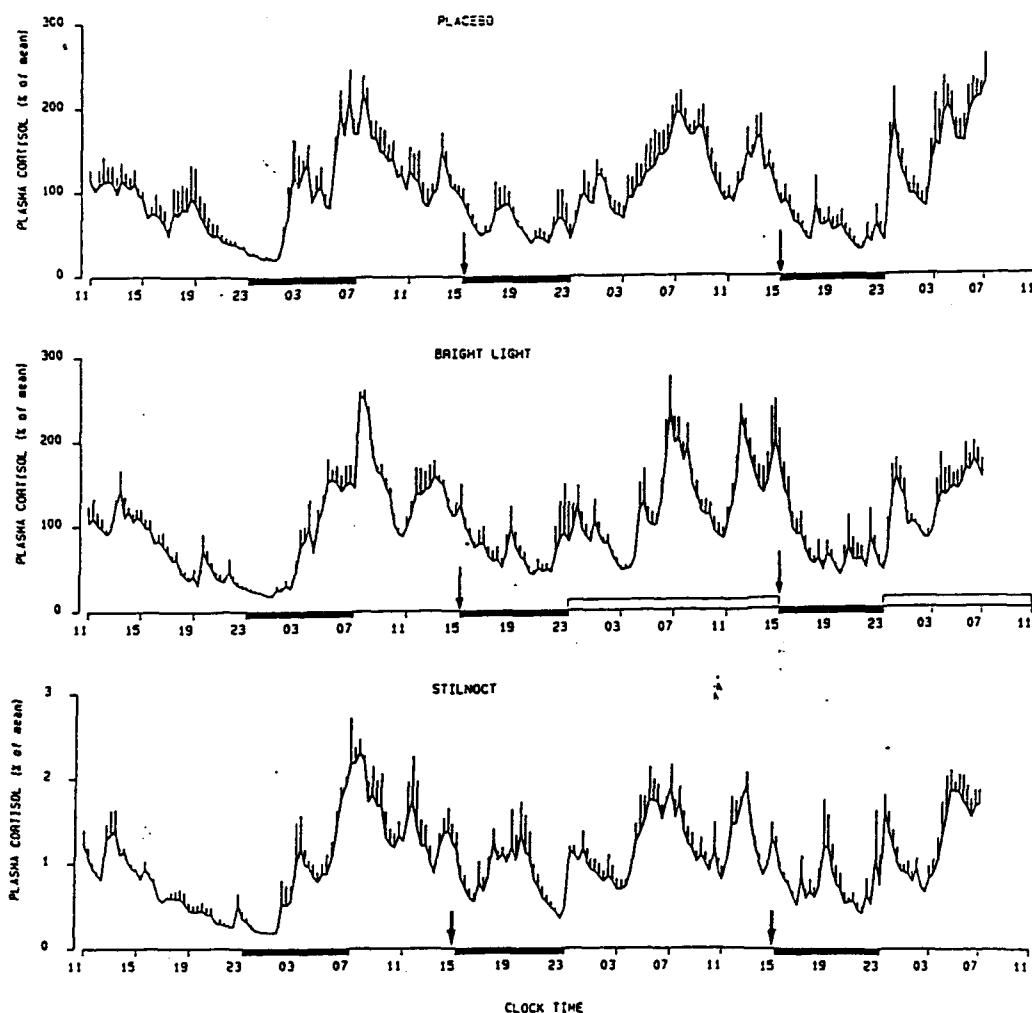 PLACEBO
PLASMA CORTISOL (% of mean)
300
200
100
0
11 15 19 23 03 07 11 15 19 23 03 07 11 15 19 23 03 07 11
BRIGHT LIGHT
PLASMA CORTISOL (% of mean)
300
200
100
0
11 15 19 23 03 07 11 15 19 23 03 07 11 15 19 23 03 07 11
STILNOCT
PLASMA CORTISOL (% of mean)
3
2
1
0
11 15 19 23 03 07 11 15 19 23 03 07 11 15 19 23 03 07 11
CLOCK TIME